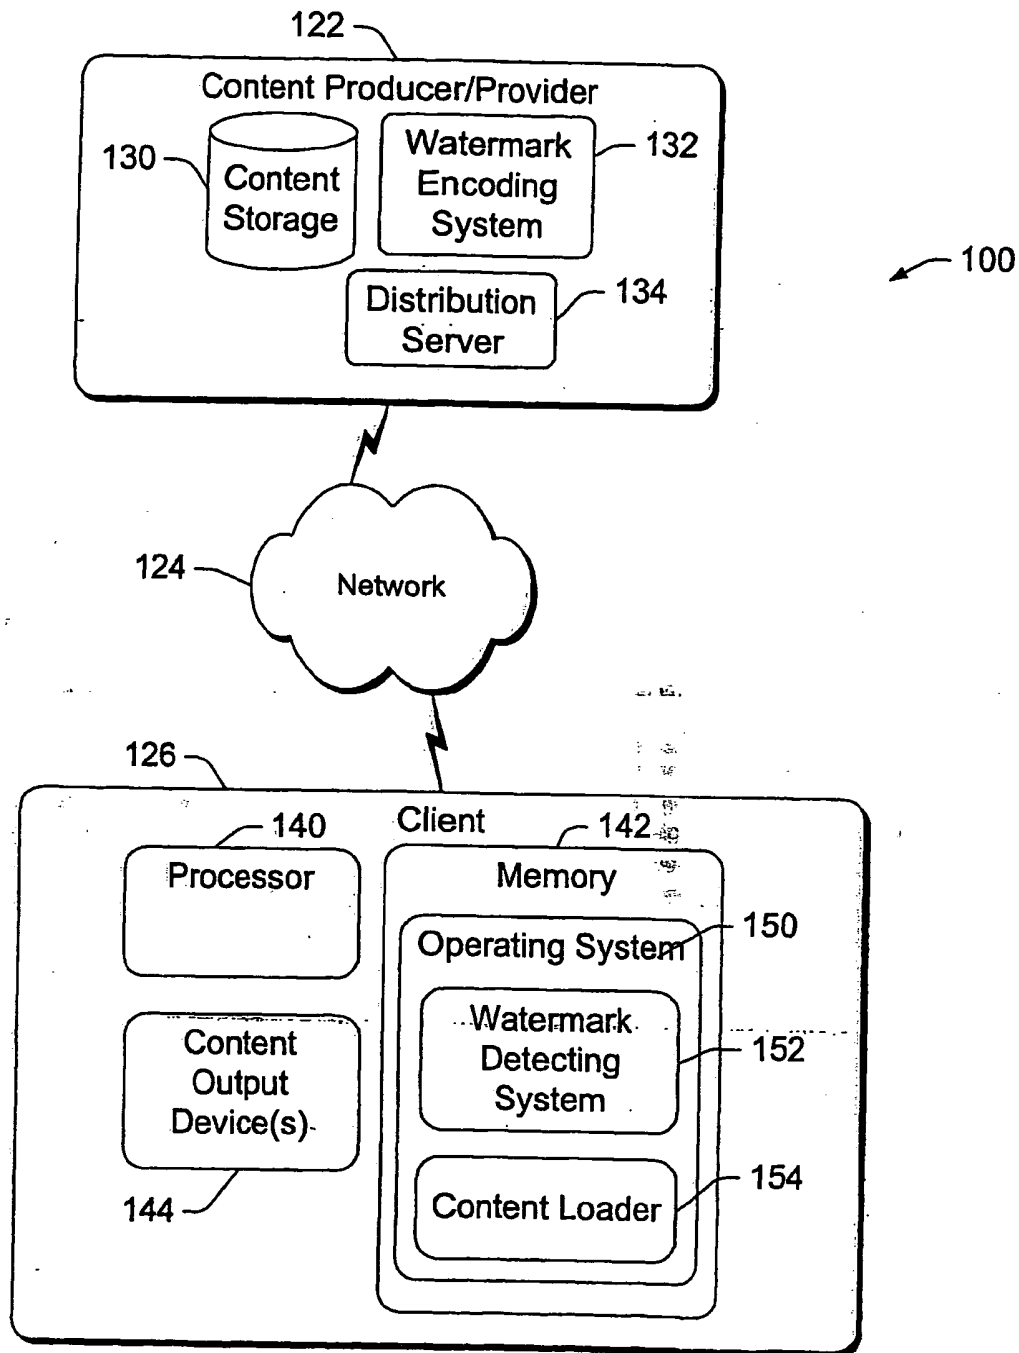 122
Content Producer/Provider
130
Content
Storage
Watermark
Encoding
System
132
Distribution
Server
134
100
124
Network
126
Client
140
Processor
142
Memory
150
Operating System
Watermark
Detecting
System
152
Content
Output
Device(s)
144
Content Loader
154